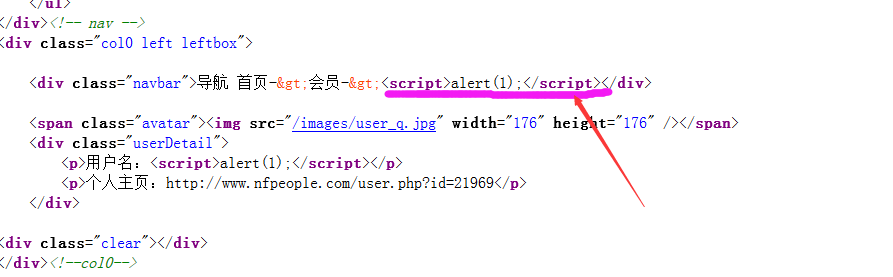 </ul>
</div><!-- nav -->
<div class="col0 left leftbox">
<div class="navbar">导航 首页-&gt;会员-&gt;<script>alert(1);</script></div>
<span class="avatar"><img src="/images/user_q.jpg" width="176" height="176" /></span>
<div class="userDetail">
<p>用户名：<script>alert(1);</script></p>
<p>个人主页：http://www.nfpeople.com/user.php?id=21969</p>
</div>
<div class="clear"></div>
</div><!--col0-->